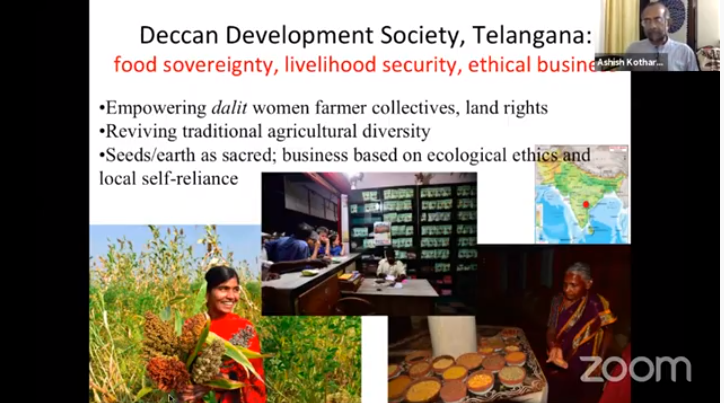 Deccan Development Society, Telangana:
food sovereignty, livelihood security, ethical busine
Ashish Kothar...
•Empowering dalit women farmer collectives, land rights
•Reviving traditional agricultural diversity
•Seeds/earth as sacred; business based on ecological ethics and
local self-reliance
zoom